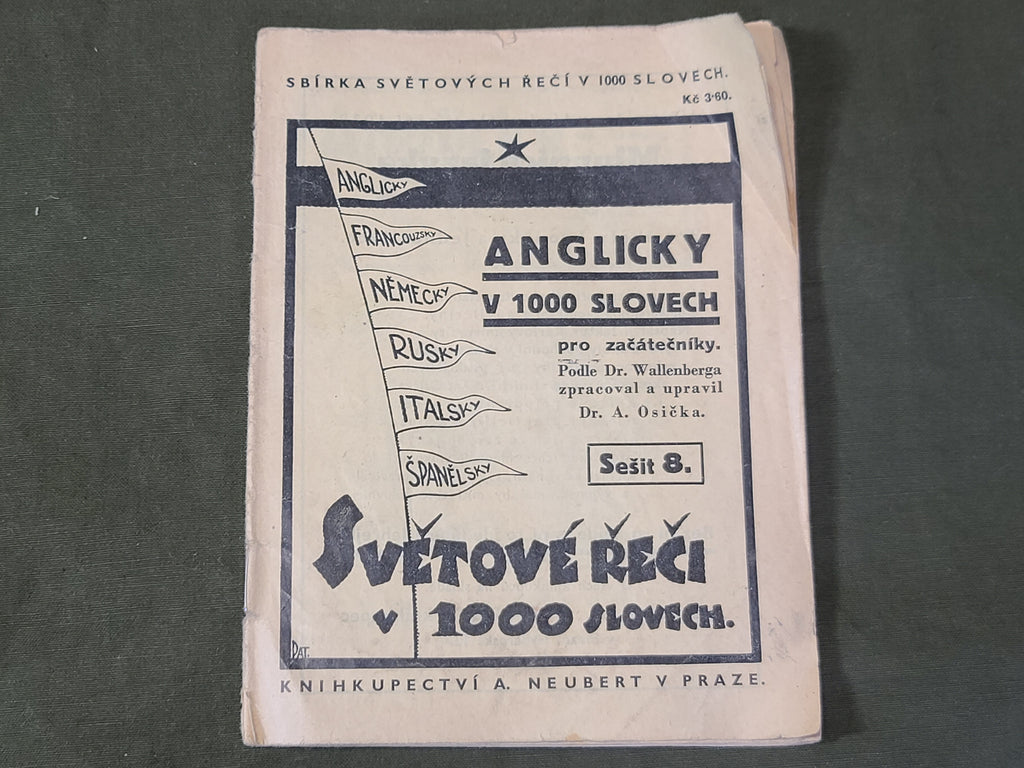 SBÍRKA SVĚTOVÝCH ŘEČÍ V 1000 SLOVECH.
Kč 3·60.
ANGLICKY
FRANCOUZSKY
NĚMECKY
RUSKY
ITALSKY
ŠPANĚLSKY
ANGLICKY
V 1000 SLOVECH
pro začátečníky.
Podle Dr. Wallenberga
zpracoval a upravil
Dr. A. Osička.
Sešit 8.
SVĚTOVÉ ŘEČI
V 1000 SLOVECH.
DAT.
KNIHKUPECTVÍ A. NEUBERT V PRAZE.